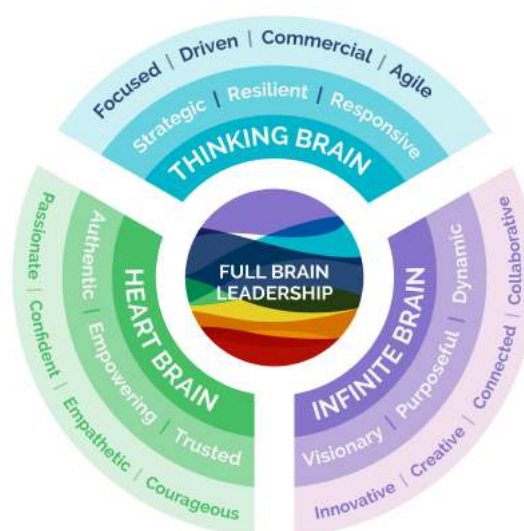 Focused | Driven | Commercial | Agile
Strategic | Resilient | Responsive
THINKING BRAIN
FULL BRAIN
LEADERSHIP
HEART BRAIN
Authentic | Empowering | Trusted
Passionate | Confident | Empathetic | Courageous
INFINITE BRAIN
Visionary | Purposeful | Dynamic
Innovative | Creative | Connected | Collaborative